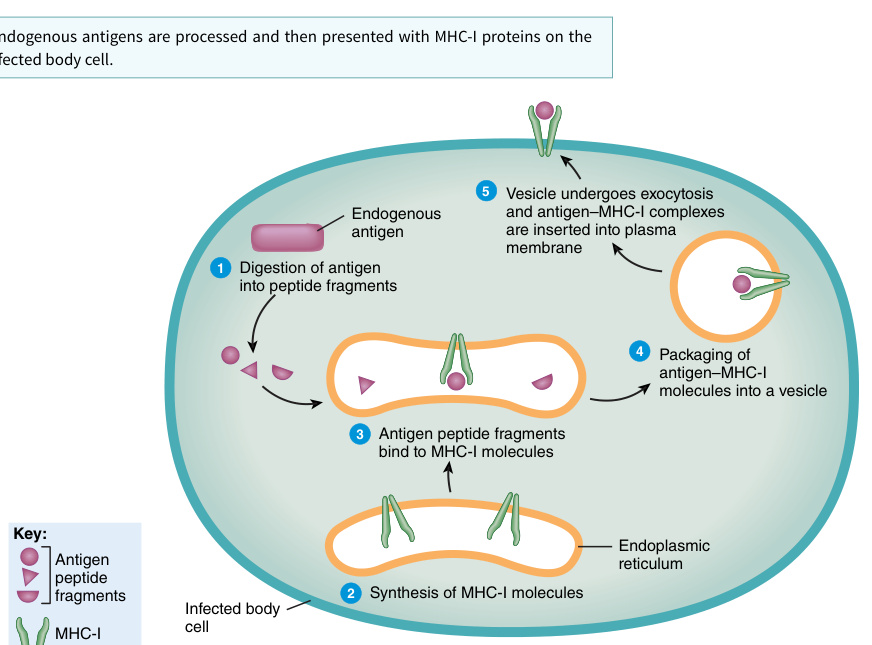 ndogenous antigens are processed and then presented with MHC-I proteins on the
fected body cell.
5
Vesicle undergoes exocytosis
and antigen–MHC-I complexes
are inserted into plasma
membrane
Endogenous
antigen
1
Digestion of antigen
into peptide fragments
4
Packaging of
antigen–MHC-I
molecules into a vesicle
3
Antigen peptide fragments
bind to MHC-I molecules
Endoplasmic
reticulum
2
Synthesis of MHC-I molecules
Infected body
cell
Key:
Antigen
peptide
fragments
MHC-I